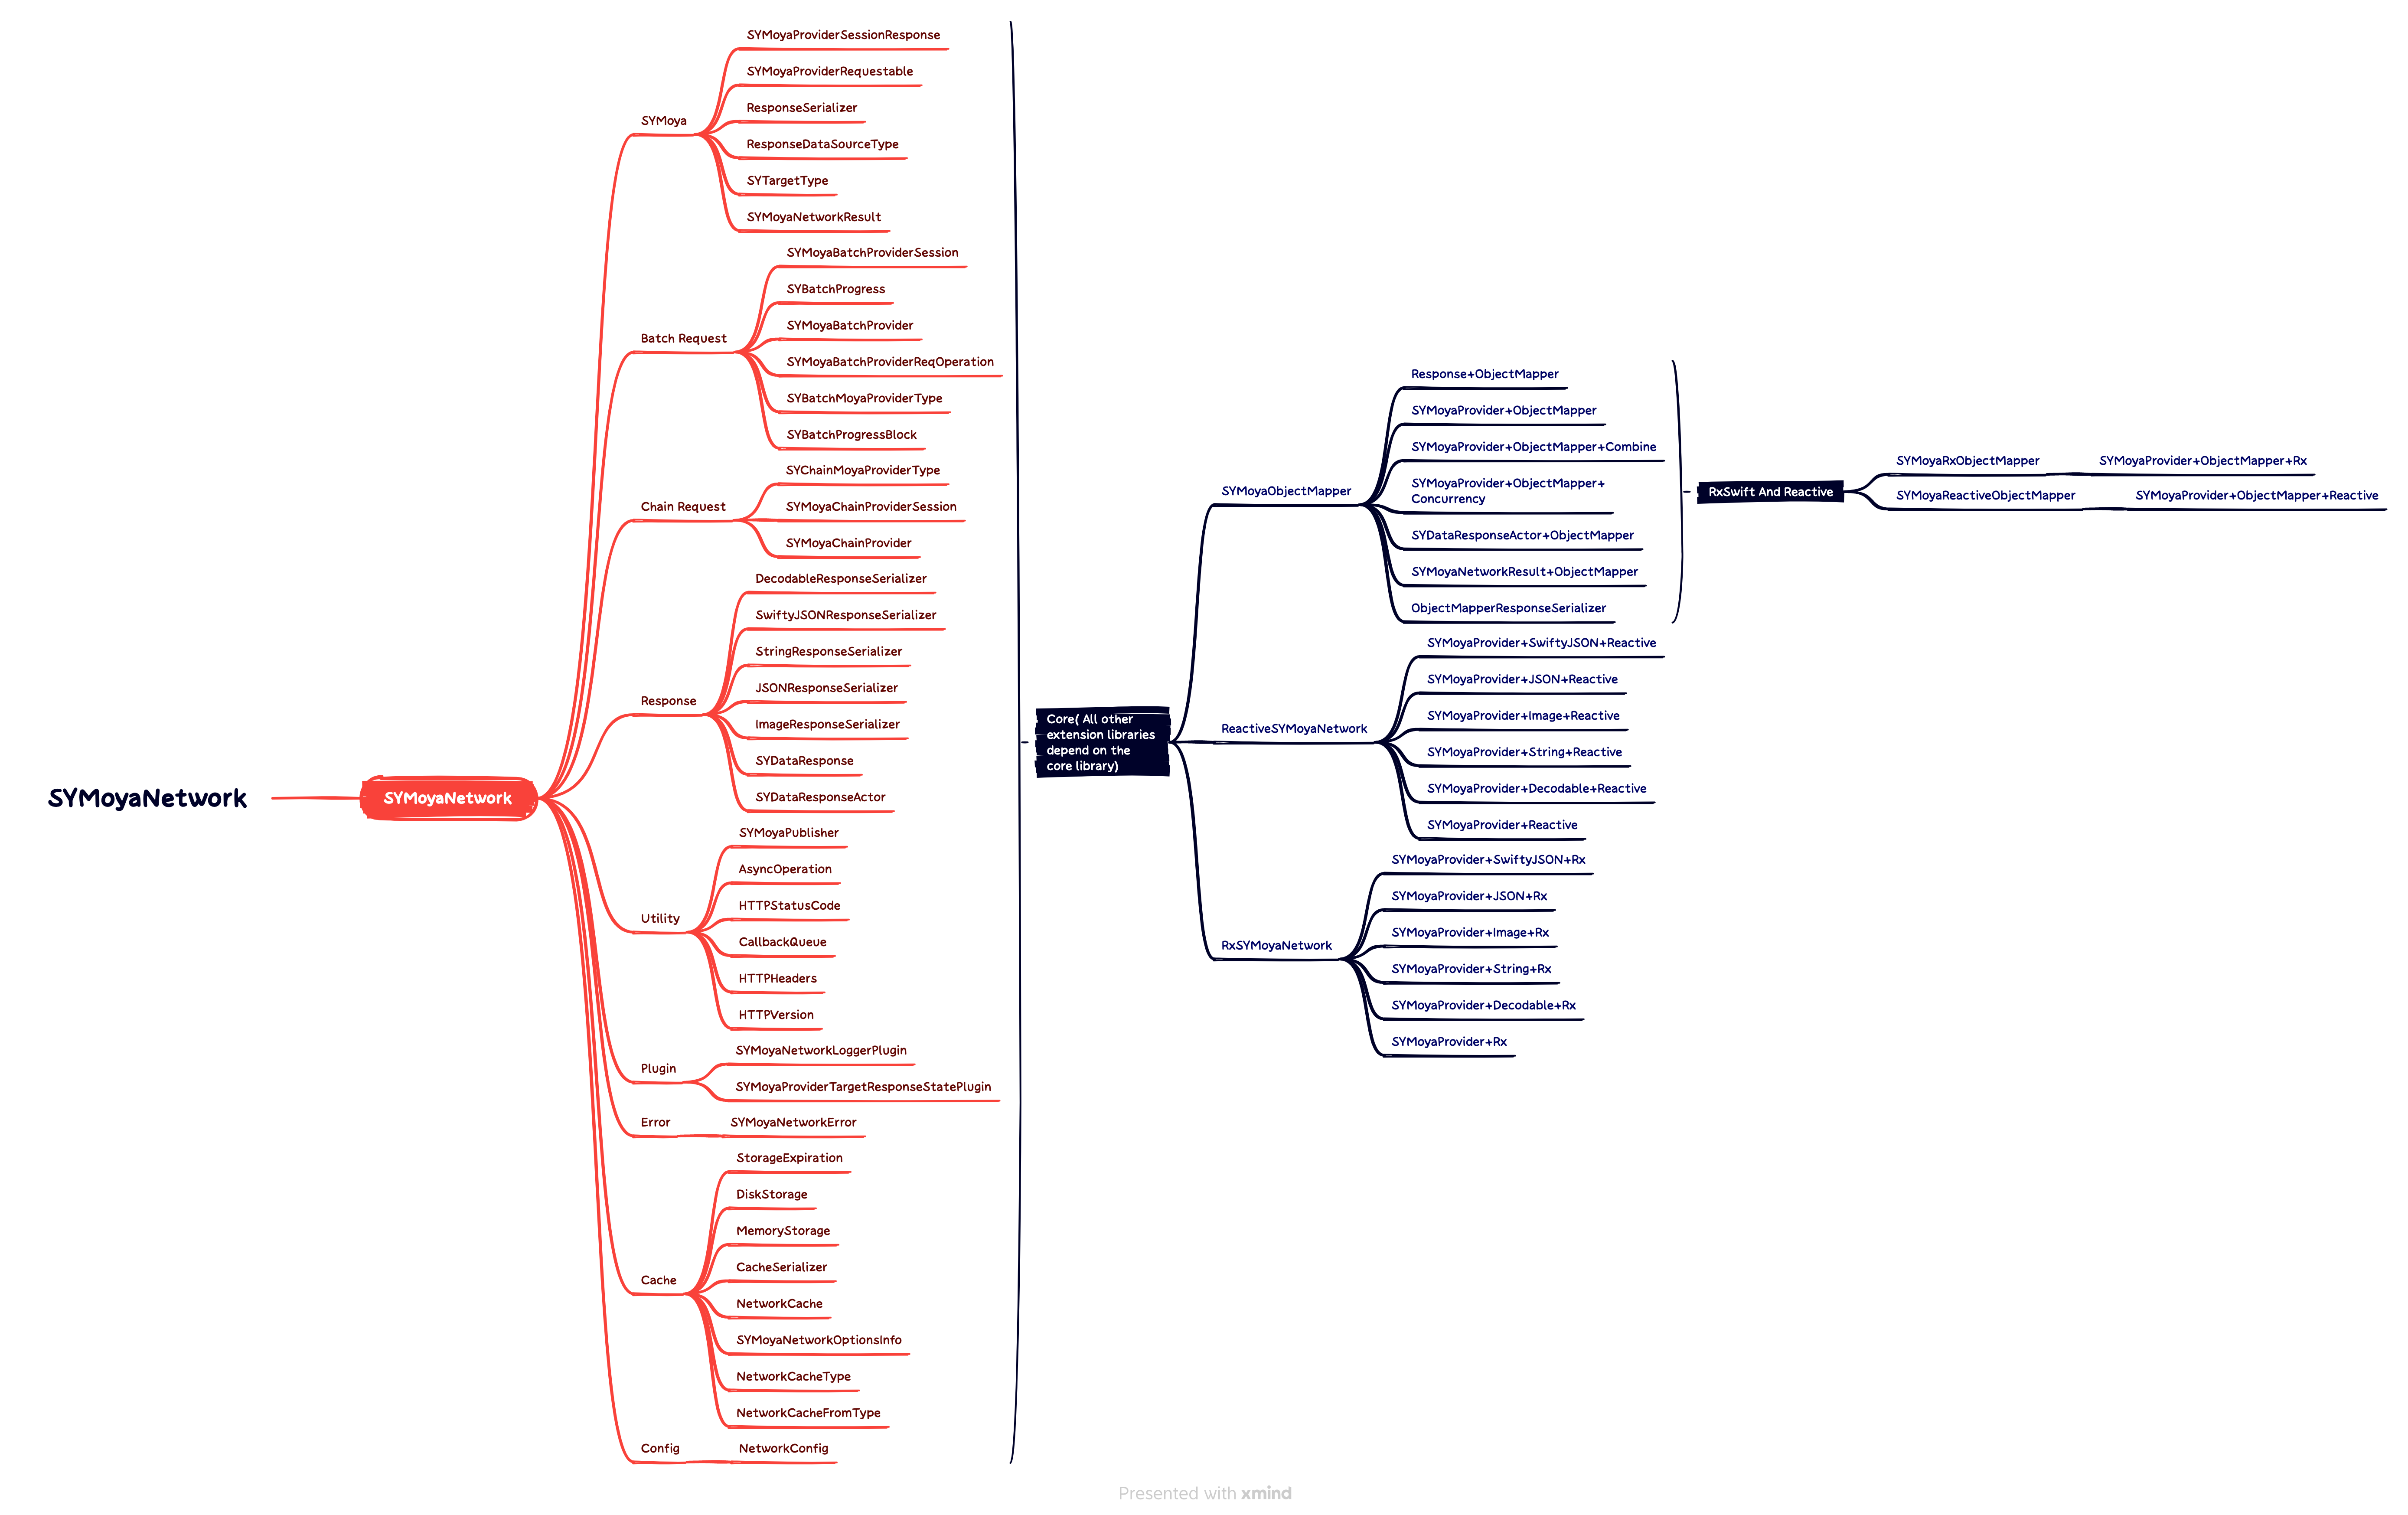 SYMoyaNetwork
SYMoyaNetwork
SYMoya
SYMoyaProviderSessionResponse
SYMoyaProviderRequestable
ResponseSerializer
ResponseDataSourceType
SYTargetType
SYMoyaNetworkResult
Batch Request
SYMoyaBatchProviderSession
SYBatchProgress
SYMoyaBatchProvider
SYMoyaBatchProviderReqOperation
SYBatchMoyaProviderType
SYBatchProgressBlock
Chain Request
SYChainMoyaProviderType
SYMoyaChainProviderSession
SYMoyaChainProvider
Response
DecodableResponseSerializer
SwiftyJSONResponseSerializer
StringResponseSerializer
JSONResponseSerializer
ImageResponseSerializer
SYDataResponse
SYDataResponseActor
Utility
SYMoyaPublisher
AsyncOperation
HTTPStatusCode
CallbackQueue
HTTPHeaders
HTTPVersion
Plugin
SYMoyaNetworkLoggerPlugin
SYMoyaProviderTargetResponseStatePlugin
Error
SYMoyaNetworkError
Cache
StorageExpiration
DiskStorage
MemoryStorage
CacheSerializer
NetworkCache
SYMoyaNetworkOptionsInfo
NetworkCacheType
NetworkCacheFromType
Config
NetworkConfig
Core( All other
extension libraries
depend on the
core library)
SYMoyaObjectMapper
Response+ObjectMapper
SYMoyaProvider+ObjectMapper
SYMoyaProvider+ObjectMapper+Combine
SYMoyaProvider+ObjectMapper+
Concurrency
SYDataResponseActor+ObjectMapper
SYMoyaNetworkResult+ObjectMapper
ObjectMapperResponseSerializer
RxSwift And Reactive
SYMoyaRxObjectMapper
SYMoyaProvider+ObjectMapper+Rx
SYMoyaReactiveObjectMapper
SYMoyaProvider+ObjectMapper+Reactive
ReactiveSYMoyaNetwork
SYMoyaProvider+SwiftyJSON+Reactive
SYMoyaProvider+JSON+Reactive
SYMoyaProvider+Image+Reactive
SYMoyaProvider+String+Reactive
SYMoyaProvider+Decodable+Reactive
SYMoyaProvider+Reactive
RxSYMoyaNetwork
SYMoyaProvider+SwiftyJSON+Rx
SYMoyaProvider+JSON+Rx
SYMoyaProvider+Image+Rx
SYMoyaProvider+String+Rx
SYMoyaProvider+Decodable+Rx
SYMoyaProvider+Rx
Presented with xmind